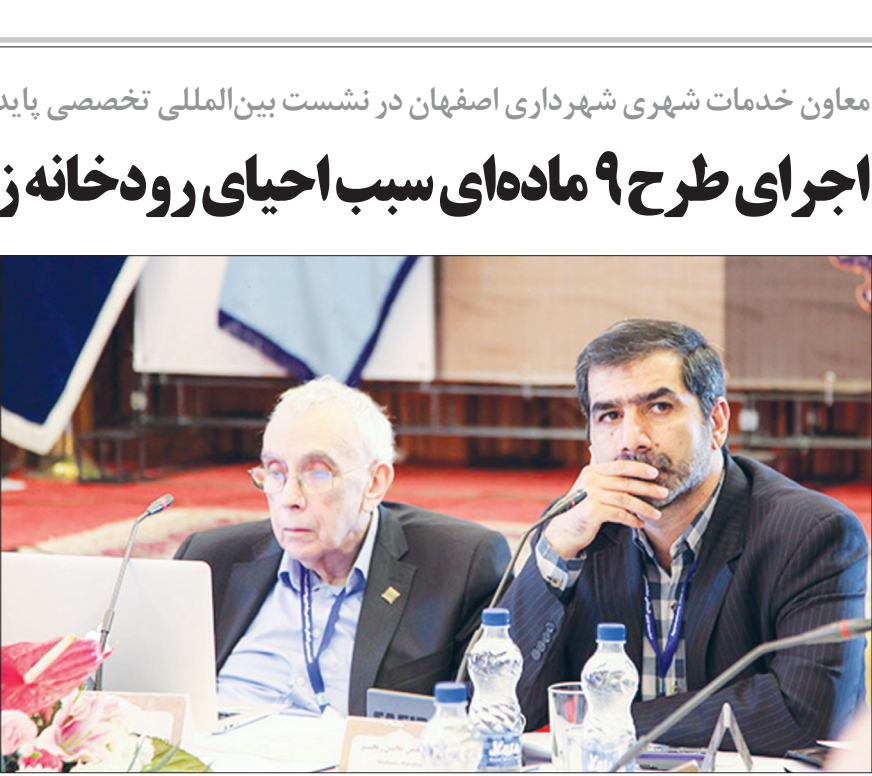 معاون خدمات شهری شهرداری اصفهان در نشست بین‌المللی تخصصی
اجرای طرح ۹ ماده‌ای سبب احیای رودخانه